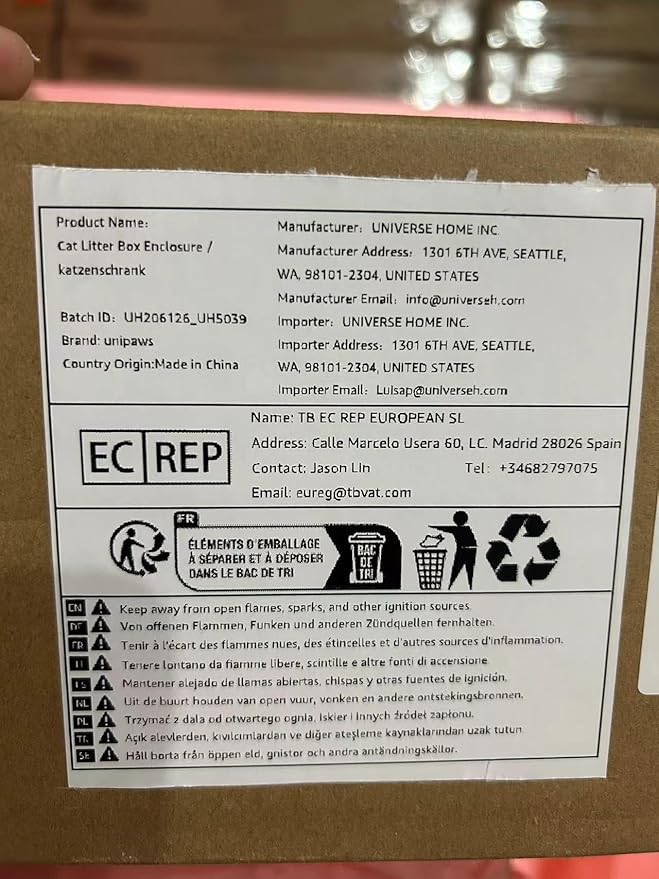 Product Name:
Cat Litter Box Enclosure /
katzenschrank
Batch ID: UH206126_UH5039
Brand: unipaws
Country Origin:Made in China
Manufacturer: UNIVERSE HOME INC.
Manufacturer Address: 1301 6TH AVE, SEATTLE,
WA, 98101-2304, UNITED STATES
Manufacturer Email: info@universeh.com
Importer: UNIVERSE HOME INC.
Importer Address: 1301 6TH AVE, SEATTLE,
WA, 98101-2304, UNITED STATES
Importer Email: Luisap@universeh.com
EC REP
Name: TB EC REP EUROPEAN SL
Address: Calle Marcelo Usera 60, LC. Madrid 28026 Spain
Contact: Jason LIn Tel: +34682797075
Email: eureg@tbvat.com
FR
ÉLÉMENTS D'EMBALLAGE
À SÉPARER ET À DÉPOSER
DANS LE BAC DE TRI
BAC
DE
TRI
EN Keep away from open flames, sparks, and other ignition sources.
DE Von offenen Flammen, Funken und anderen Zündquellen fernhalten.
FR Tenir à l'écart des flammes nues, des étincelles et d'autres sources d'inflammation.
IT Tenere lontano da fiamme libere, scintille e altre fonti di accensione.
ES Mantener alejado de llamas abiertas, chispas y otras fuentes de ignición.
NL Uit de buurt houden van open vuur, vonken en andere ontstekingsbronnen.
PL Trzymać z dala od otwartego ognia, iskier i innych źródeł zapłonu.
TR Açık alevlerden, kıvılcımlardan ve diğer ateşleme kaynaklarından uzak tutun.
SE Håll borta från öppen eld, gnistor och andra antändningskällor.